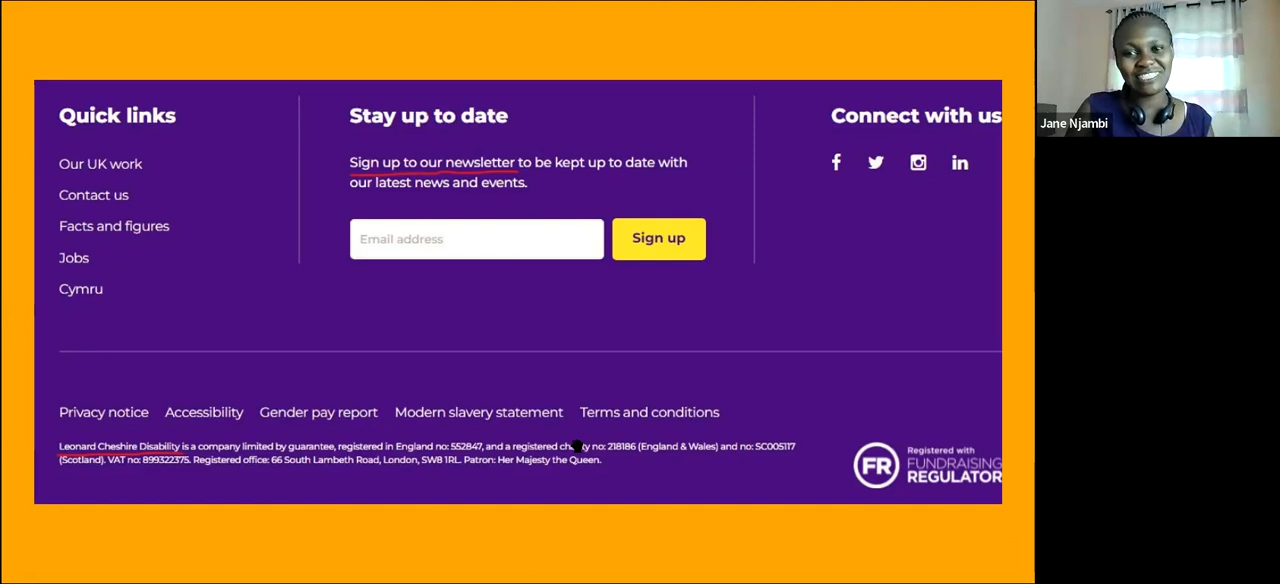 Quick links
Our UK work
Contact us
Facts and figures
Jobs
Cymru
Stay up to date
Sign up to our newsletter to be kept up to date with
our latest news and events.
Email address
Sign up
Connect with us
Privacy notice Accessibility Gender pay report Modern slavery statement Terms and conditions
Leonard Cheshire Disability is a company limited by guarantee, registered in England no: 552847, and a registered no: 218186 (England & Wales) and no: SC005117
(Scotland). VAT no: 899322375. Registered office: 66 South Lambeth Road, London, SW8 1RL. Patron: Her Majesty the Queen.
FR
Registered with
FUNDRAISING
REGULATOR
Jane Njambi